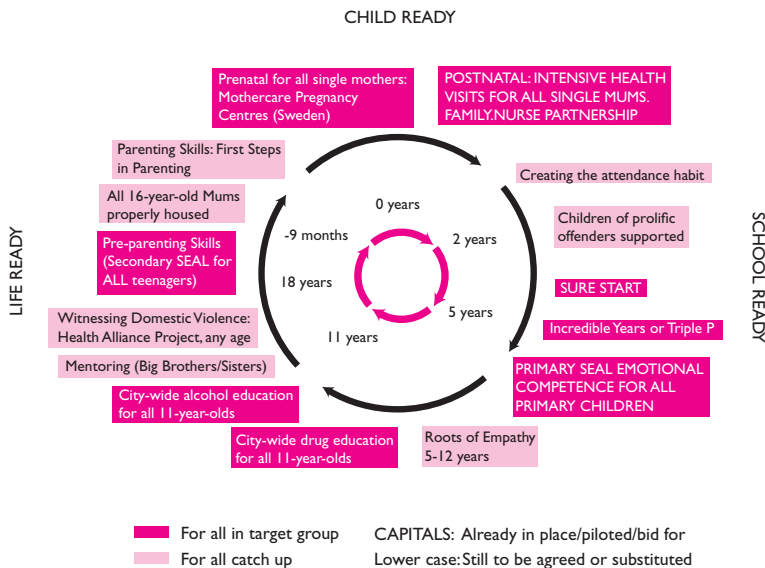 CHILD READY
Prenatal for all single mothers:
Mothercare Pregnancy
Centres (Sweden)
POSTNATAL: INTENSIVE HEALTH
VISITS FOR ALL SINGLE MUMS.
FAMILY.NURSE PARTNERSHIP
Parenting Skills: First Steps
in Parenting
Creating the attendance habit
All 16-year-old Mums
properly housed
0 years
Children of prolific
offenders supported
-9 months
2 years
LIFE READY
SCHOOL READY
Pre-parenting Skills
(Secondary SEAL for
ALL teenagers)
18 years
SURE START
5 years
Witnessing Domestic Violence:
Health Alliance Project, any age
11 years
Incredible Years or Triple P
Mentoring (Big Brothers/Sisters)
PRIMARY SEAL EMOTIONAL
COMPETENCE FOR ALL
PRIMARY CHILDREN
City-wide alcohol education
for all 11-year-olds
City-wide drug education
for all 11-year-olds
Roots of Empathy
5-12 years
For all in target group
CAPITALS: Already in place/piloted/bid for
For all catch up
Lower case: Still to be agreed or substituted